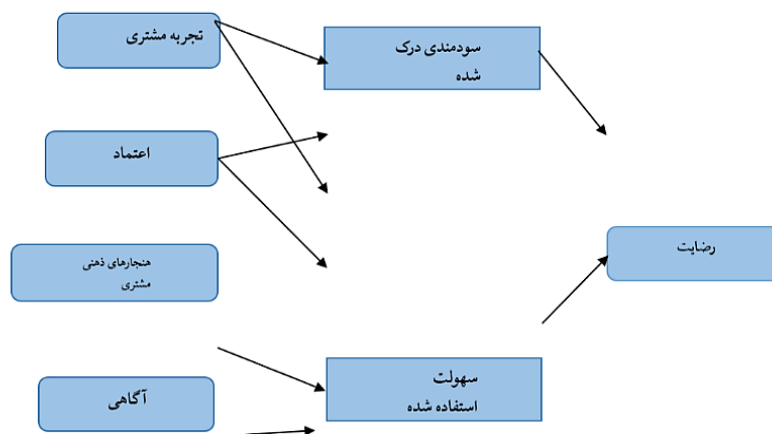 تجربه مشتری
سودمندی درک
شده
اعتماد
هنجارهای ذهنی
مشتری
رضایت
سهولت
استفاده شده
آگاهی